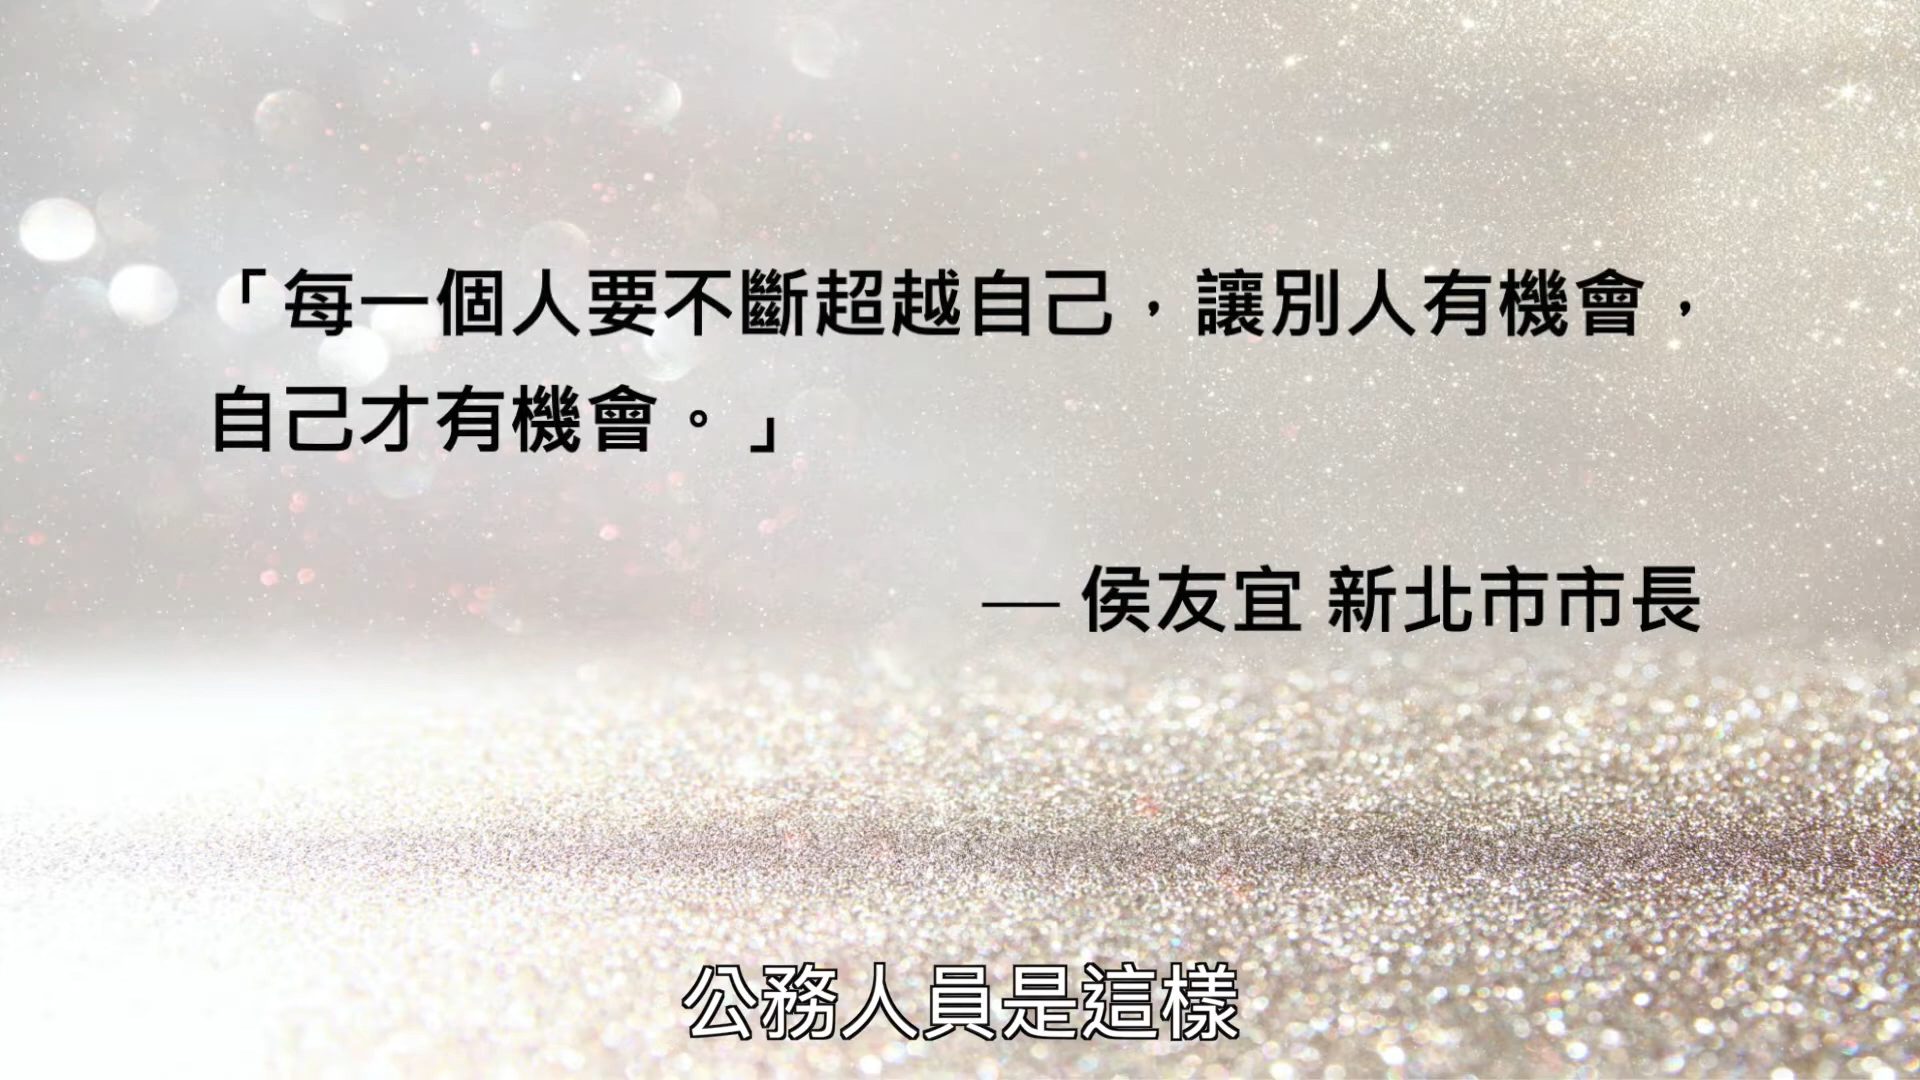 「每一個人要不斷超越自己，讓別人有機會，
自己才有機會。」
— 侯友宜 新北市市長
公務人員是這樣